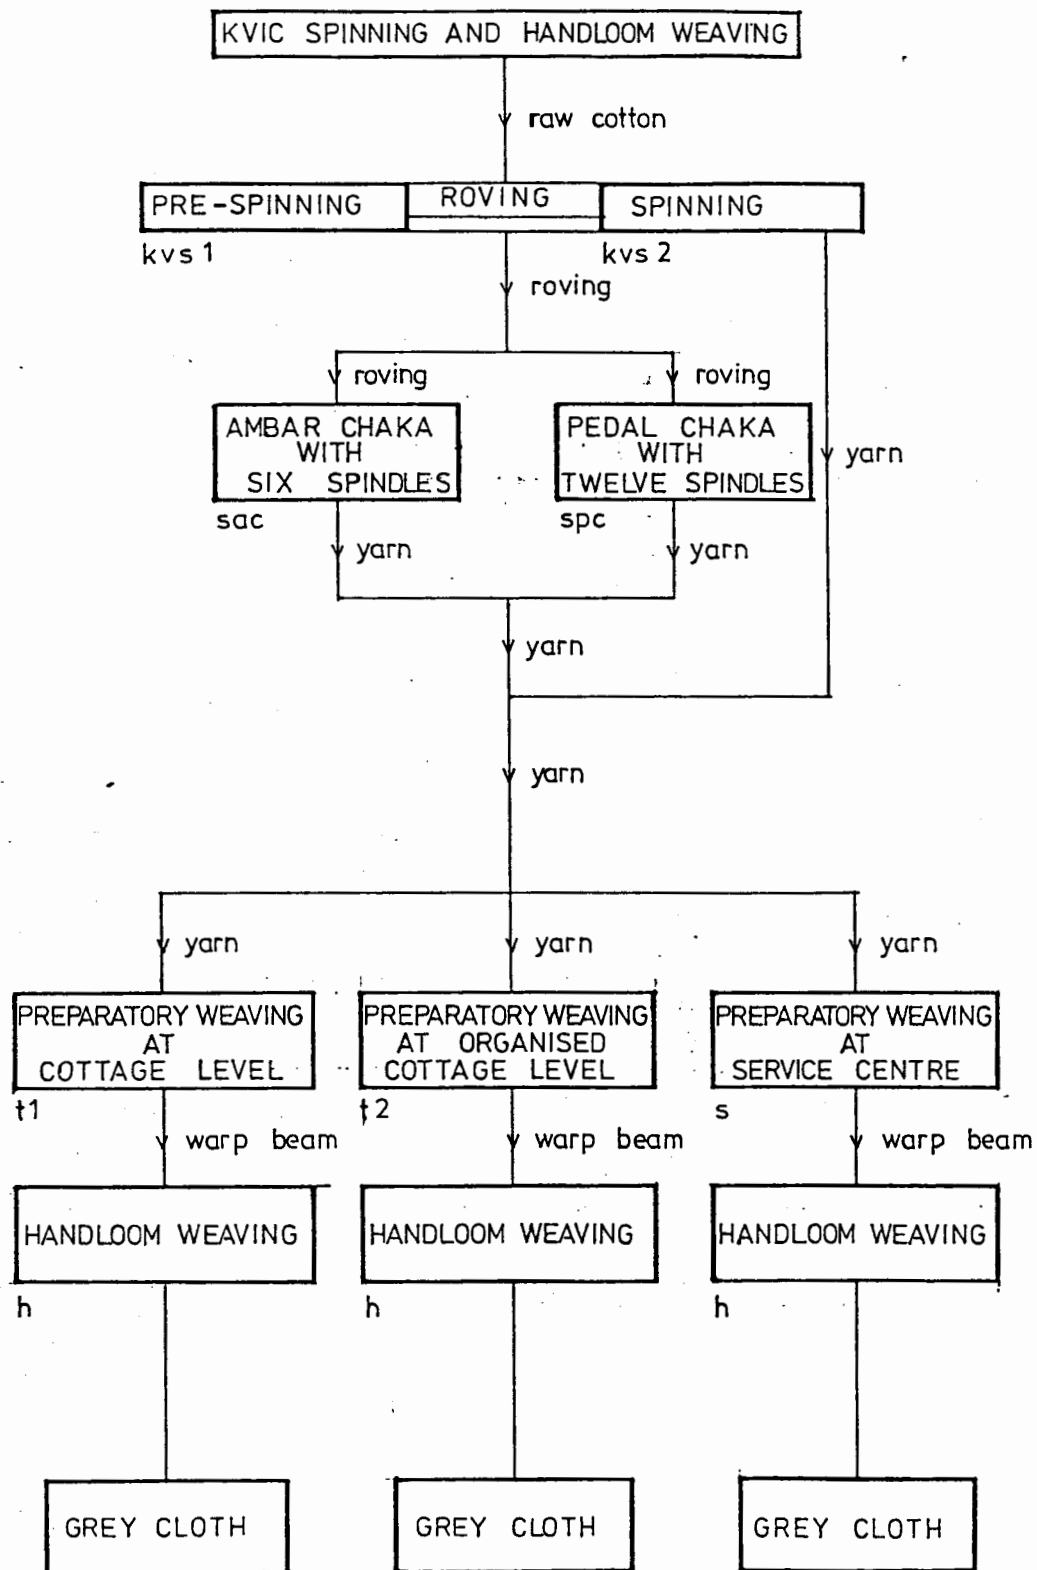 KVIC SPINNING AND HANDLOOM WEAVING
raw cotton
PRE-SPINNING
ROVING
SPINNING
kvs 1
kvs 2
roving
roving
roving
AMBAR CHAKA
WITH
SIX SPINDLES
PEDAL CHAKA
WITH
TWELVE SPINDLES
yarn
sac
spc
yarn
yarn
yarn
yarn
yarn
yarn
yarn
PREPARATORY WEAVING
AT
COTTAGE LEVEL
PREPARATORY WEAVING
AT ORGANISED
COTTAGE LEVEL
PREPARATORY WEAVING
AT
SERVICE CENTRE
t1
t2
s
warp beam
warp beam
warp beam
HANDLOOM WEAVING
HANDLOOM WEAVING
HANDLOOM WEAVING
h
h
h
GREY CLOTH
GREY CLOTH
GREY CLOTH